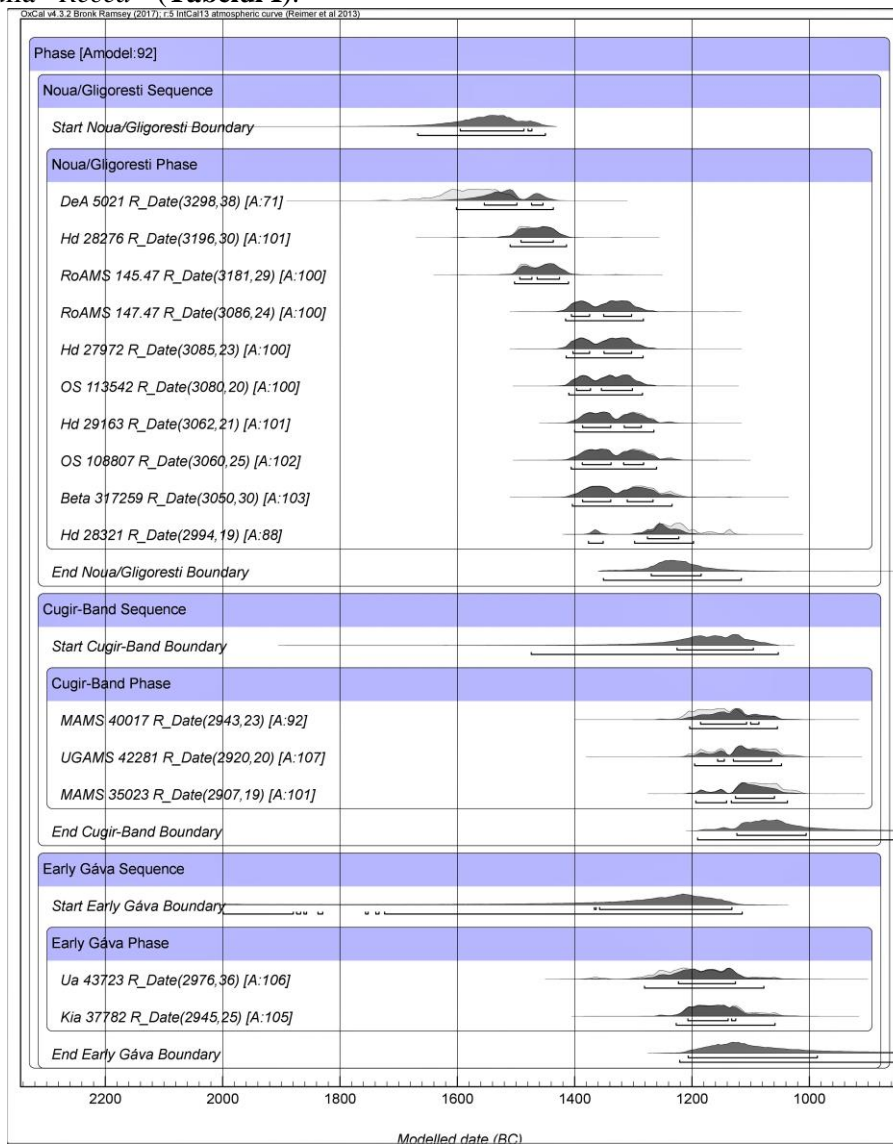 (Tabelul I).
OxCal v4.3.2 Bronk Ramsey (2017); r:5 IntCal13 atmospheric curve (Reimer et al 2013)
Phase [Amodel:92]
Noua/Gligoresti Sequence
Start Noua/Gligoresti Boundary
Noua/Gligoresti Phase
DeA 5021 R_Date(3298,38) [A:71]
Hd 28276 R_Date(3196,30) [A:101]
RoAMS 145.47 R_Date(3181,29) [A:100]
RoAMS 147.47 R_Date(3086,24) [A:100]
Hd 27972 R_Date(3085,23) [A:100]
OS 113542 R_Date(3080,20) [A:100]
Hd 29163 R_Date(3062,21) [A:101]
OS 108807 R_Date(3060,25) [A:102]
Beta 317259 R_Date(3050,30) [A:103]
Hd 28321 R_Date(2994,19) [A:88]
End Noua/Gligoresti Boundary
Cugir-Band Sequence
Start Cugir-Band Boundary
Cugir-Band Phase
MAMS 40017 R_Date(2943,23) [A:92]
UGAMS 42281 R_Date(2920,20) [A:107]
MAMS 35023 R_Date(2907,19) [A:101]
End Cugir-Band Boundary
Early Gáva Sequence
Start Early Gáva Boundary
Early Gáva Phase
Ua 43723 R_Date(2976,36) [A:106]
Kia 37782 R_Date(2945,25) [A:105]
End Early Gáva Boundary
2200 2000 1800 1600 1400 1200 1000
Modelled date (BC)